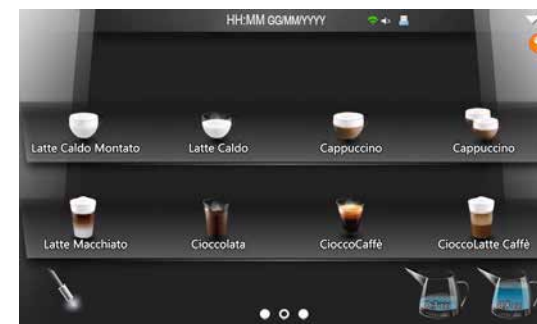 HH:MM GG/MM/YYYY
Latte Caldo Montato
Latte Caldo
Cappuccino
Cappuccino
Latte Macchiato
Cioccolata
CioccoCaffè
CioccoLatte Caffè